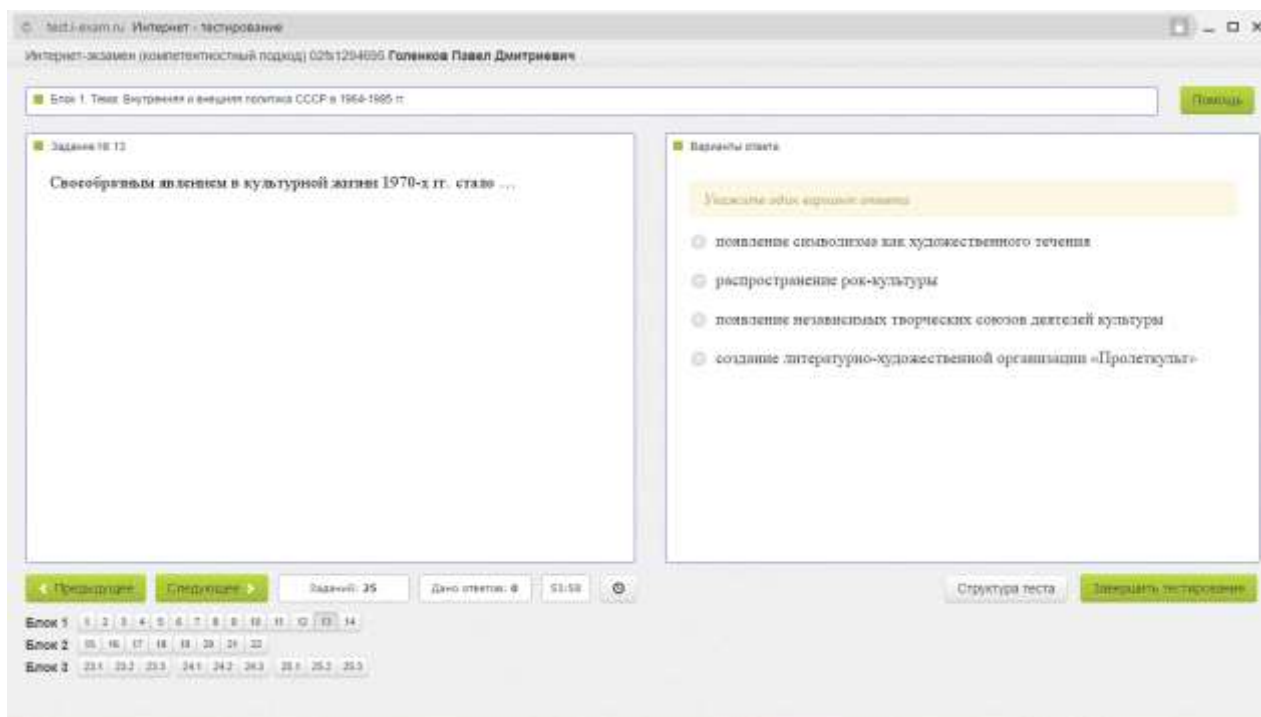 test.i-exam.ru Интернет - тестирование
Интернет-экзамен (компетентностный подход) 02fs1294695 Голенков Павел Дмитриевич
Блок 1. Тема: Внутренняя и внешняя политика СССР в 1964-1985 гг.
Помощь
Задание № 13
Своеобразным явлением в культурной жизни 1970-х гг. стало …
Варианты ответа
Укажите один вариант ответа
появление символизма как художественного течения
распространение рок-культуры
появление независимых творческих союзов деятелей культуры
создание литературно-художественной организации «Пролеткульт»
Предыдущее Следующее Заданий: 35 Дано ответов: 0 53:58 Структура теста Завершить тестирование
Блок 1 1 2 3 4 5 6 7 8 9 10 11 12 13 14
Блок 2 15 16 17 18 19 20 21 22
Блок 3 23.1 23.2 23.3 24.1 24.2 24.3 25.1 25.2 25.3